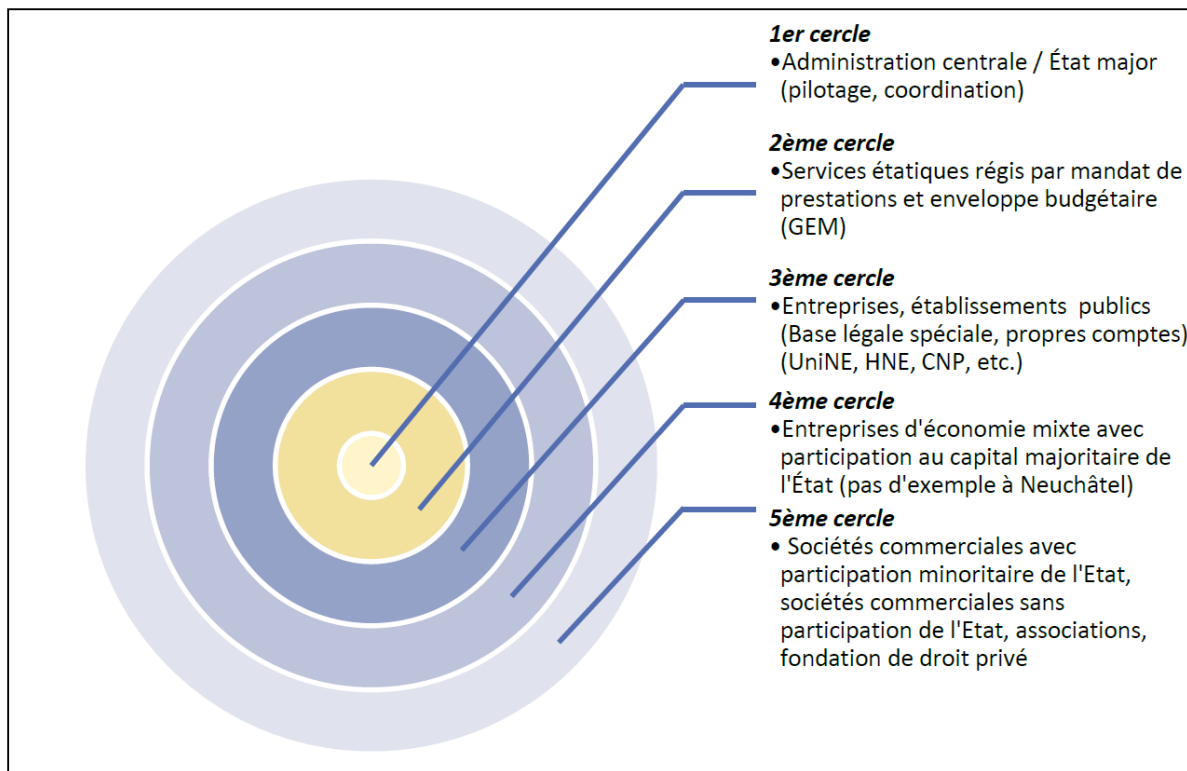 1er cercle
•Administration centrale / État major
(pilotage, coordination)
2ème cercle
•Services étatiques régis par mandat de
prestations et enveloppe budgétaire
(GEM)
3ème cercle
•Entreprises, établissements publics
(Base légale spéciale, propres comptes)
(UniNE, HNE, CNP, etc.)
4ème cercle
•Entreprises d'économie mixte avec
participation au capital majoritaire de
l'État (pas d'exemple à Neuchâtel)
5ème cercle
• Sociétés commerciales avec
participation minoritaire de l'Etat,
sociétés commerciales sans
participation de l'Etat, associations,
fondation de droit privé